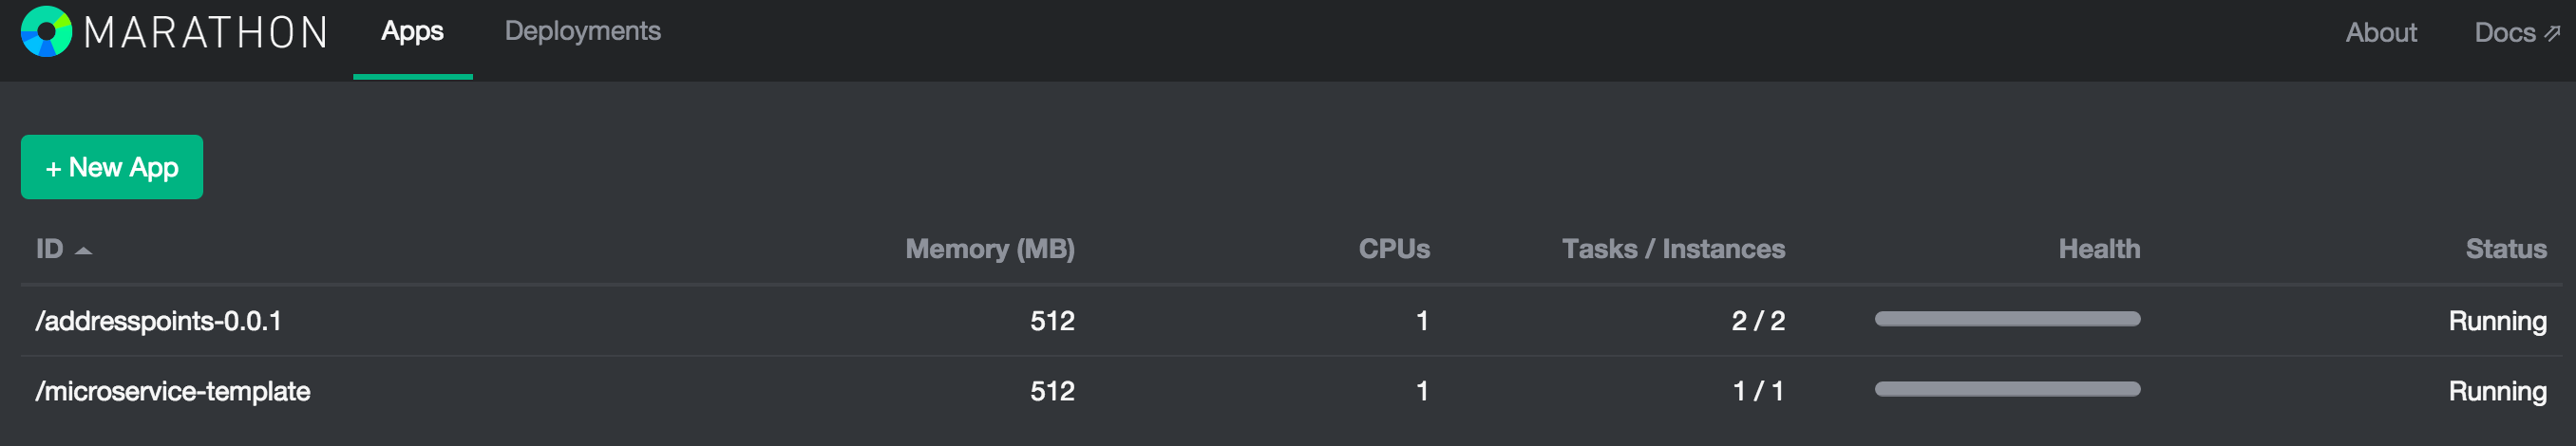 MARATHON Apps Deployments About Docs ⇗
+ New App
ID Memory (MB) CPUs Tasks / Instances Health Status
/addresspoints-0.0.1 512 1 2 / 2 Running
/microservice-template 512 1 1 / 1 Running